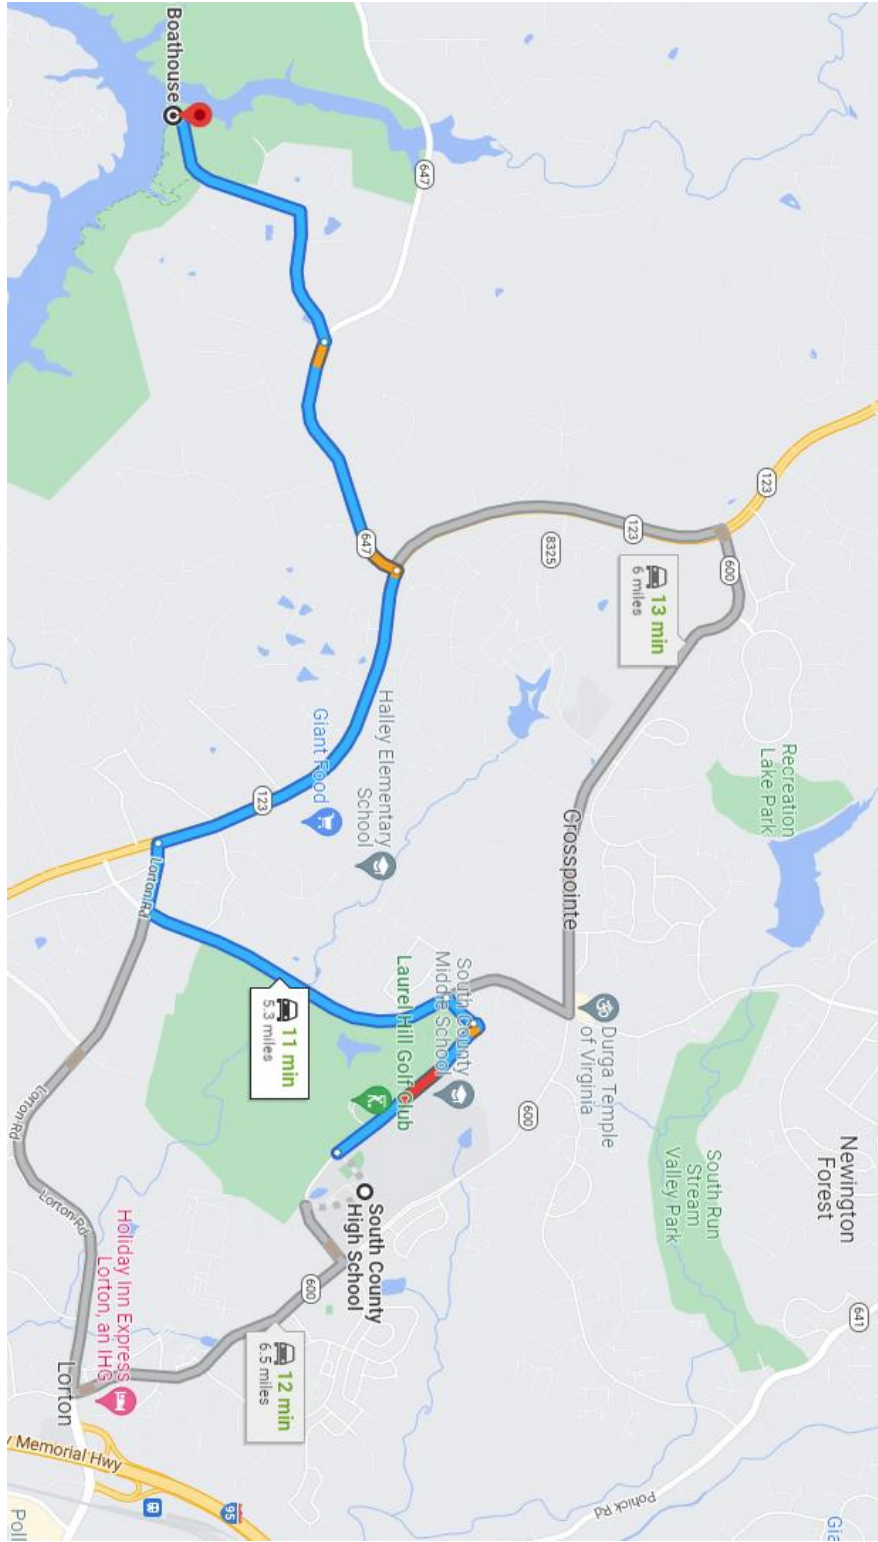 Gia
641
Newington
Forest
Recreation
Lake Park
123
600
South Run
Stream
Valley Park
Pohick Rd
13 min
6 miles
123
Durga Temple
of Virginia
Crosspointe
8325
600
South County
Middle School
Laurel Hill Golf Club
647
Halley Elementary
School
647
South County
High School
Giant Food
600
11 min
5.3 miles
12 min
6.5 miles
123
95
Boathouse
Lorton Rd
Holiday Inn Express
Lorton, an IHG
y Memorial Hwy
Lorton
Lorton Rd
Lorton Rd
Poll